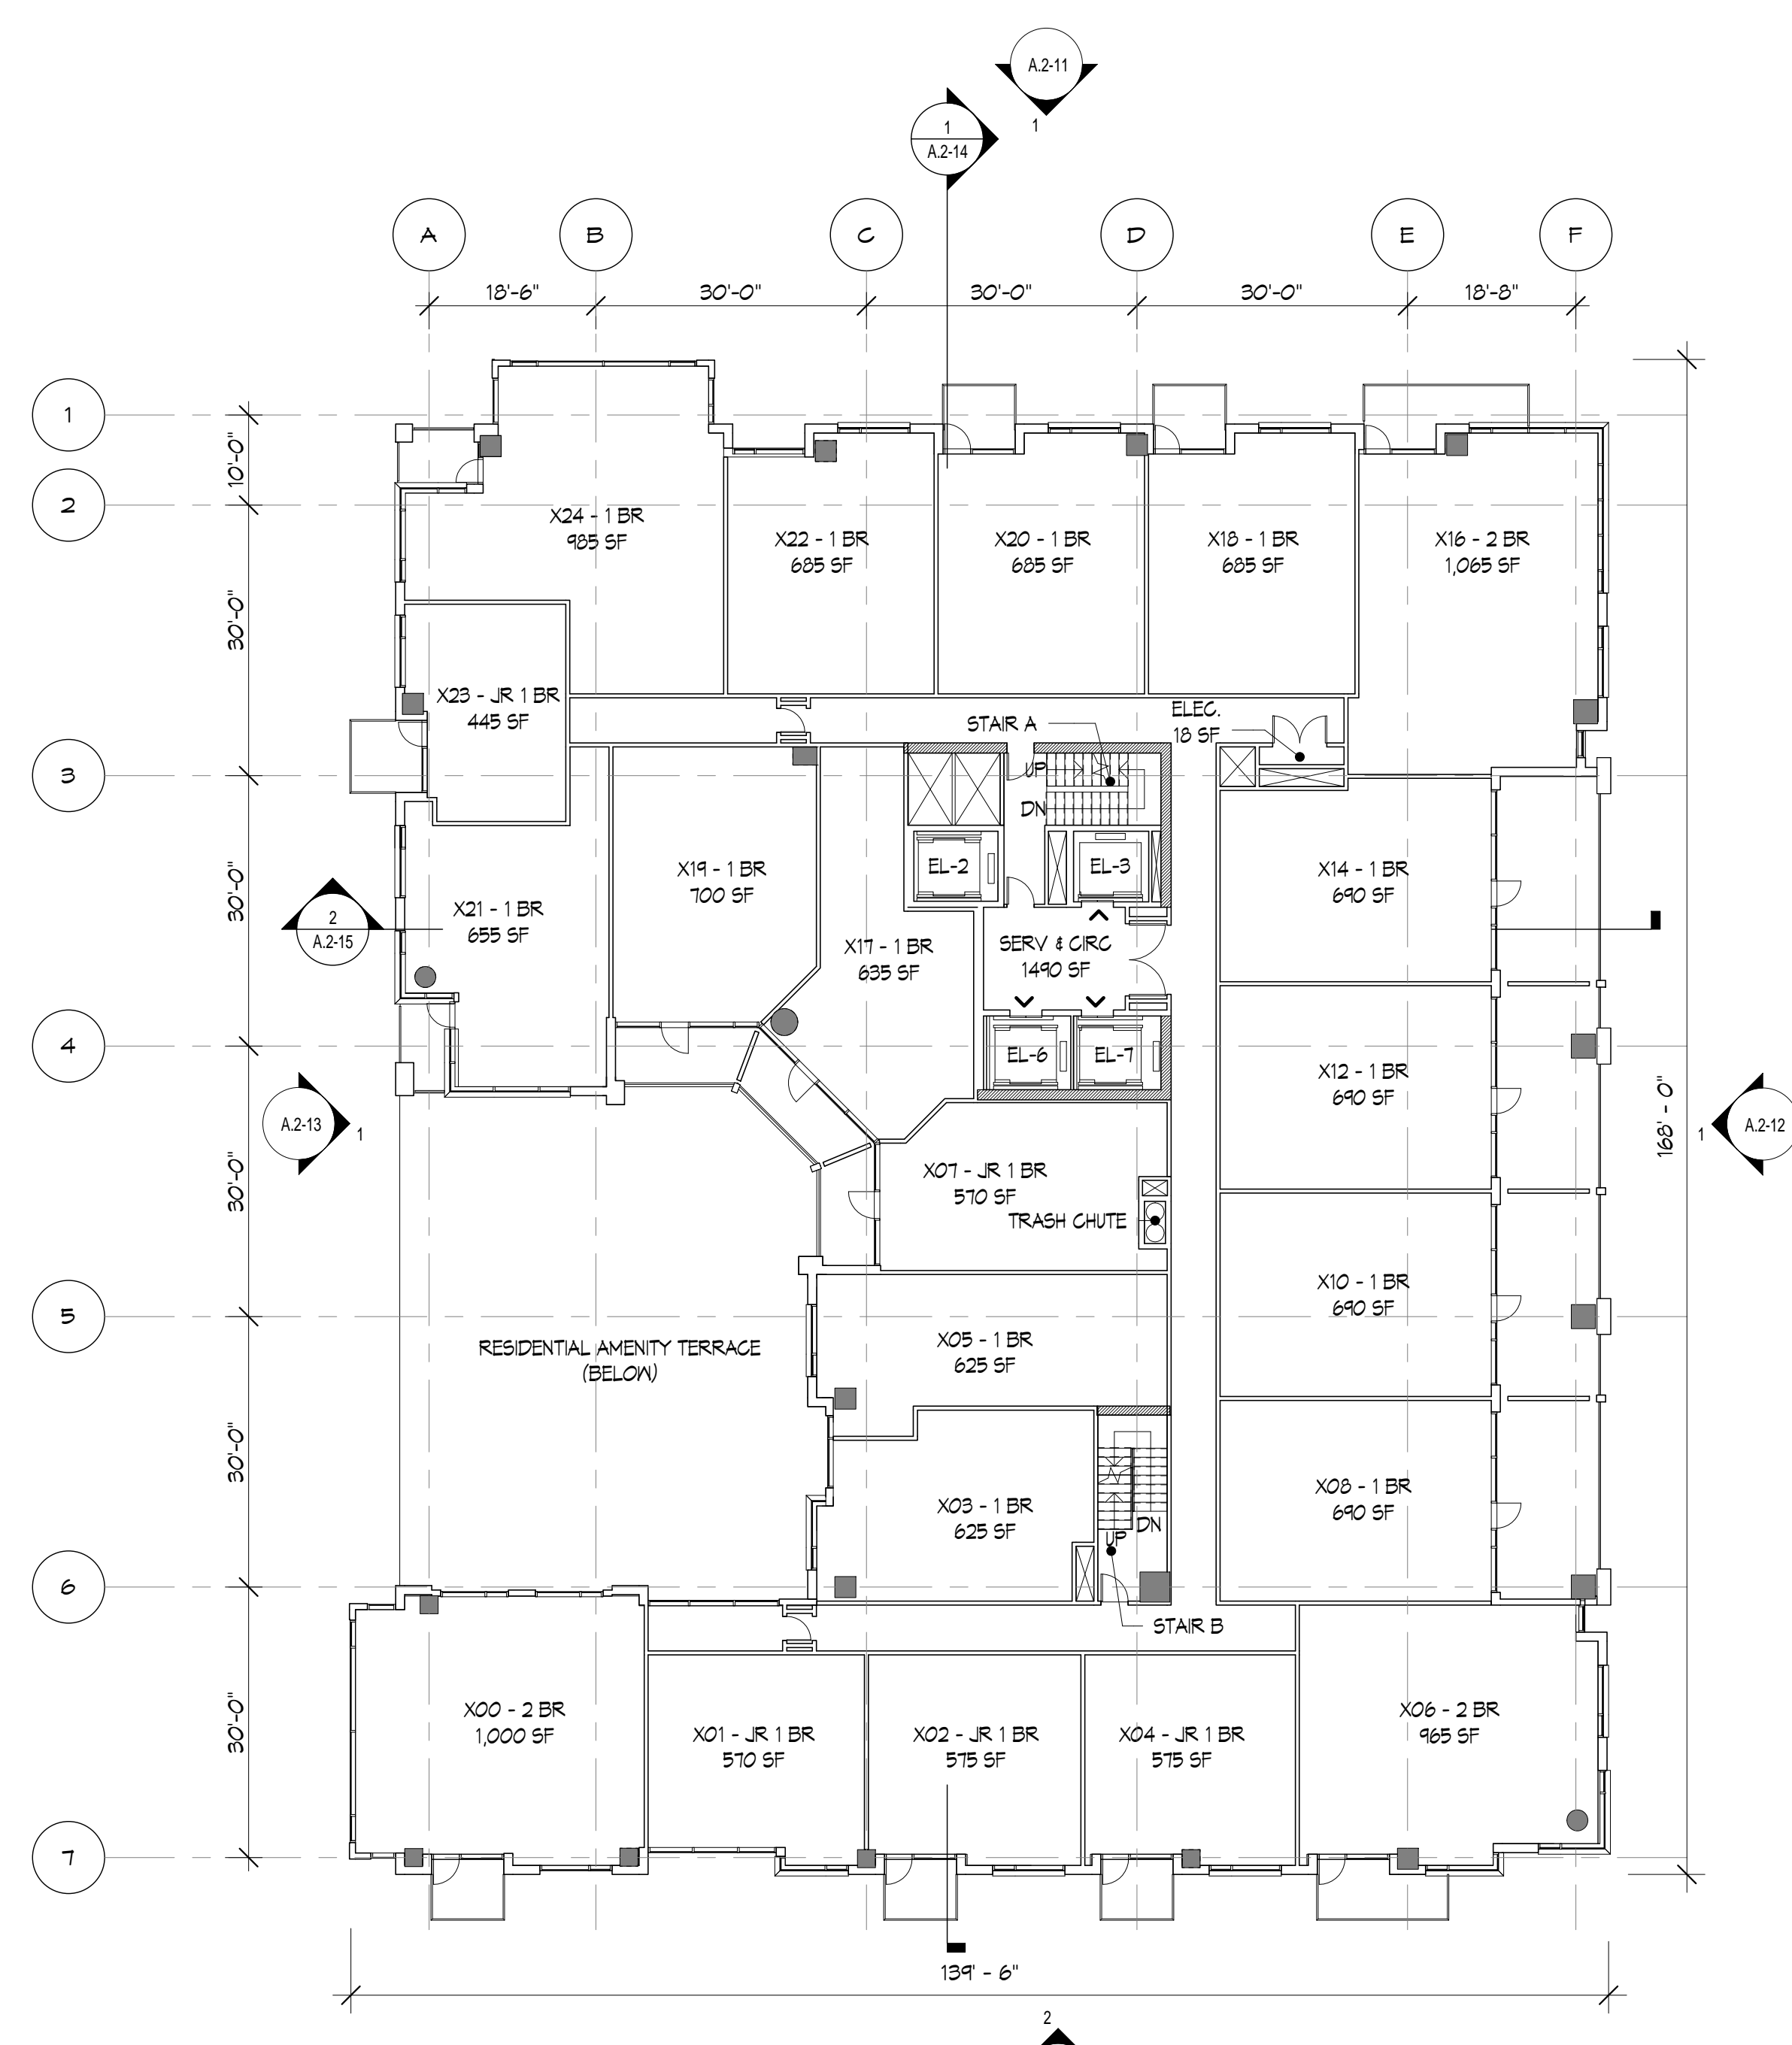 A.2-11
1
1
A.2-14
A
B
C
D
E
F
18'-6"
30'-0"
30'-0"
30'-0"
18'-8"
1
10'-0"
2
X24 - 1 BR
985 SF
X22 - 1 BR
685 SF
X20 - 1 BR
685 SF
X18 - 1 BR
685 SF
X16 - 2 BR
1,065 SF
30'-0"
X23 - JR 1 BR
445 SF
STAIR A
ELEC.
18 SF
3
UP
DN
X19 - 1 BR
700 SF
EL-2
EL-3
X14 - 1 BR
690 SF
30'-0"
2
A.2-15
X21 - 1 BR
655 SF
X17 - 1 BR
635 SF
SERV & CIRC
1490 SF
4
EL-6
EL-7
X12 - 1 BR
690 SF
A.2-13
1
168' - 0"
1
A.2-12
30'-0"
X07 - JR 1 BR
570 SF
TRASH CHUTE
X10 - 1 BR
690 SF
5
RESIDENTIAL AMENITY TERRACE
(BELOW)
X05 - 1 BR
625 SF
30'-0"
X03 - 1 BR
625 SF
DN
UP
X08 - 1 BR
690 SF
6
STAIR B
30'-0"
X00 - 2 BR
1,000 SF
X01 - JR 1 BR
570 SF
X02 - JR 1 BR
575 SF
X04 - JR 1 BR
575 SF
X06 - 2 BR
965 SF
7
139' - 6"
2